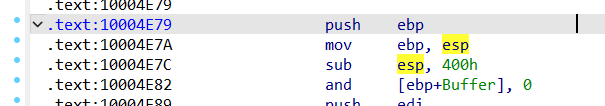 .text:10004E79
.text:10004E79 push ebp
.text:10004E7A mov ebp, esp
.text:10004E7C sub esp, 400h
.text:10004E82 and [ebp+Buffer], 0
.text:10004E89 push edi